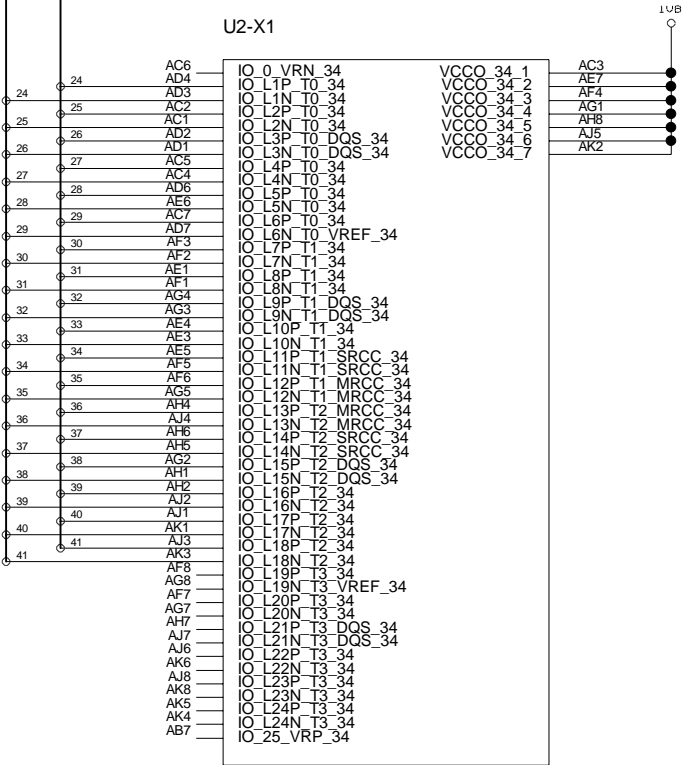 1UB
U2-X1
AC6 IO_0_VRN_34 VCCO_34_1 AC3
24 AD4 IO_L1P_T0_34 VCCO_34_2 AE7
24 AD3 IO_L1N_T0_34 VCCO_34_3 AF4
25 AC2 IO_L2P_T0_34 VCCO_34_4 AG1
25 AC1 IO_L2N_T0_34 VCCO_34_5 AH8
26 AD2 IO_L3P_T0_DQS_34 VCCO_34_6 AJ5
26 AD1 IO_L3N_T0_DQS_34 VCCO_34_7 AK2
27 AC5 IO_L4P_T0_34
27 AC4 IO_L4N_T0_34
28 AD6 IO_L5P_T0_34
28 AE6 IO_L5N_T0_34
29 AC7 IO_L6P_T0_34
29 AD7 IO_L6N_T0_VREF_34
30 AF3 IO_L7P_T1_34
30 AF2 IO_L7N_T1_34
31 AE1 IO_L8P_T1_34
31 AF1 IO_L8N_T1_34
32 AG4 IO_L9P_T1_DQS_34
32 AG3 IO_L9N_T1_DQS_34
33 AE4 IO_L10P_T1_34
33 AE3 IO_L10N_T1_34
34 AE5 IO_L11P_T1_SRCC_34
34 AF5 IO_L11N_T1_SRCC_34
35 AF6 IO_L12P_T1_MRCC_34
35 AG5 IO_L12N_T1_MRCC_34
36 AH4 IO_L13P_T2_MRCC_34
36 AJ4 IO_L13N_T2_MRCC_34
37 AH6 IO_L14P_T2_SRCC_34
37 AH5 IO_L14N_T2_SRCC_34
38 AG2 IO_L15P_T2_DQS_34
38 AH1 IO_L15N_T2_DQS_34
39 AH2 IO_L16P_T2_34
39 AJ2 IO_L16N_T2_34
40 AJ1 IO_L17P_T2_34
40 AK1 IO_L17N_T2_34
41 AJ3 IO_L18P_T2_34
41 AK3 IO_L18N_T2_34
AF8 IO_L19P_T3_34
AG8 IO_L19N_T3_VREF_34
AF7 IO_L20P_T3_34
AG7 IO_L20N_T3_34
AH7 IO_L21P_T3_DQS_34
AJ7 IO_L21N_T3_DQS_34
AJ6 IO_L22P_T3_34
AK6 IO_L22N_T3_34
AJ8 IO_L23P_T3_34
AK8 IO_L23N_T3_34
AK5 IO_L24P_T3_34
AK4 IO_L24N_T3_34
AB7 IO_25_VRP_34